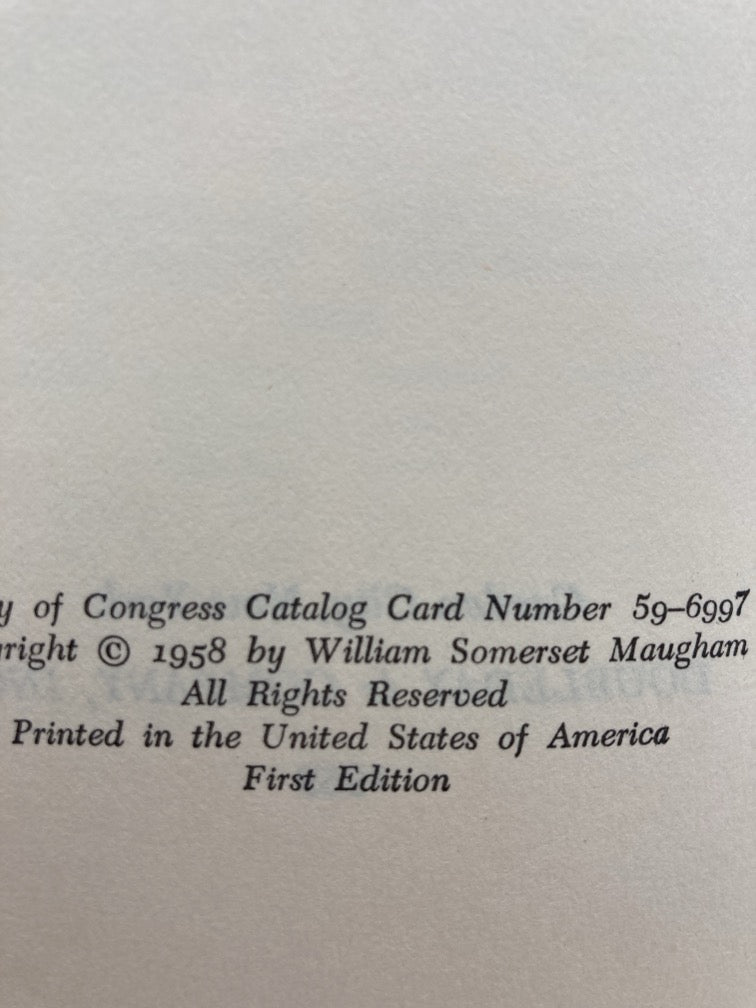 y of Congress Catalog Card Number 59–6997
right © 1958 by William Somerset Maugham
All Rights Reserved
Printed in the United States of America
First Edition